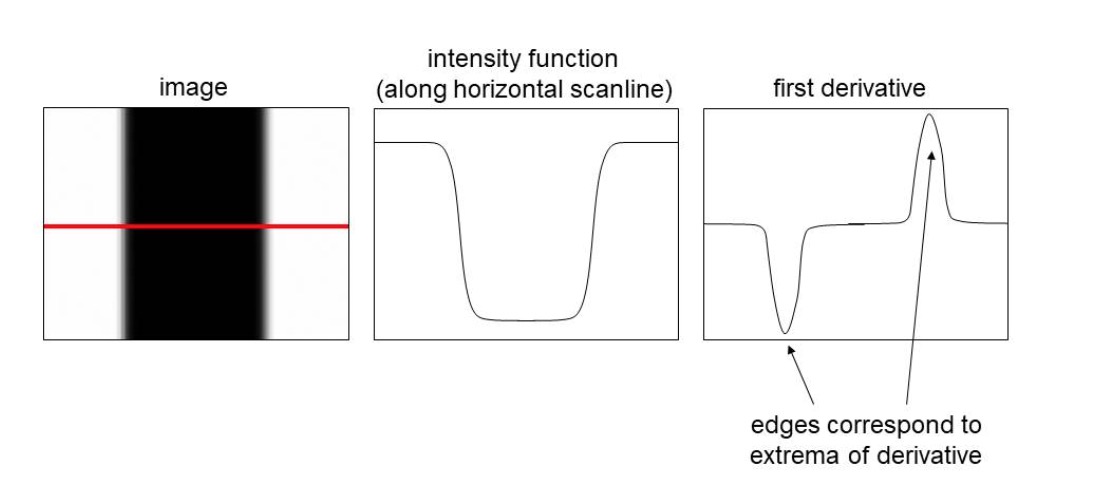 image
intensity function
(along horizontal scanline)
first derivative
edges correspond to
extrema of derivative